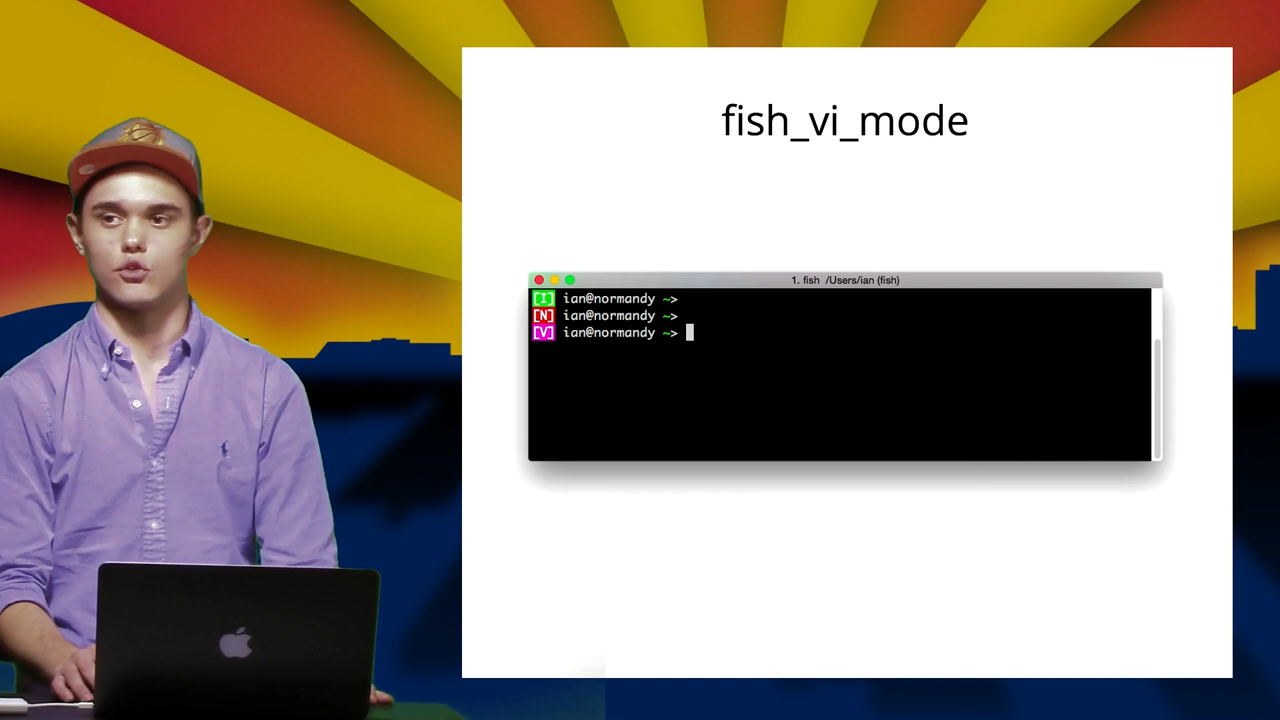 fish_vi_mode
1. fish /Users/ian (fish)
[I] ian@normandy ~>
[N] ian@normandy ~>
[V] ian@normandy ~>